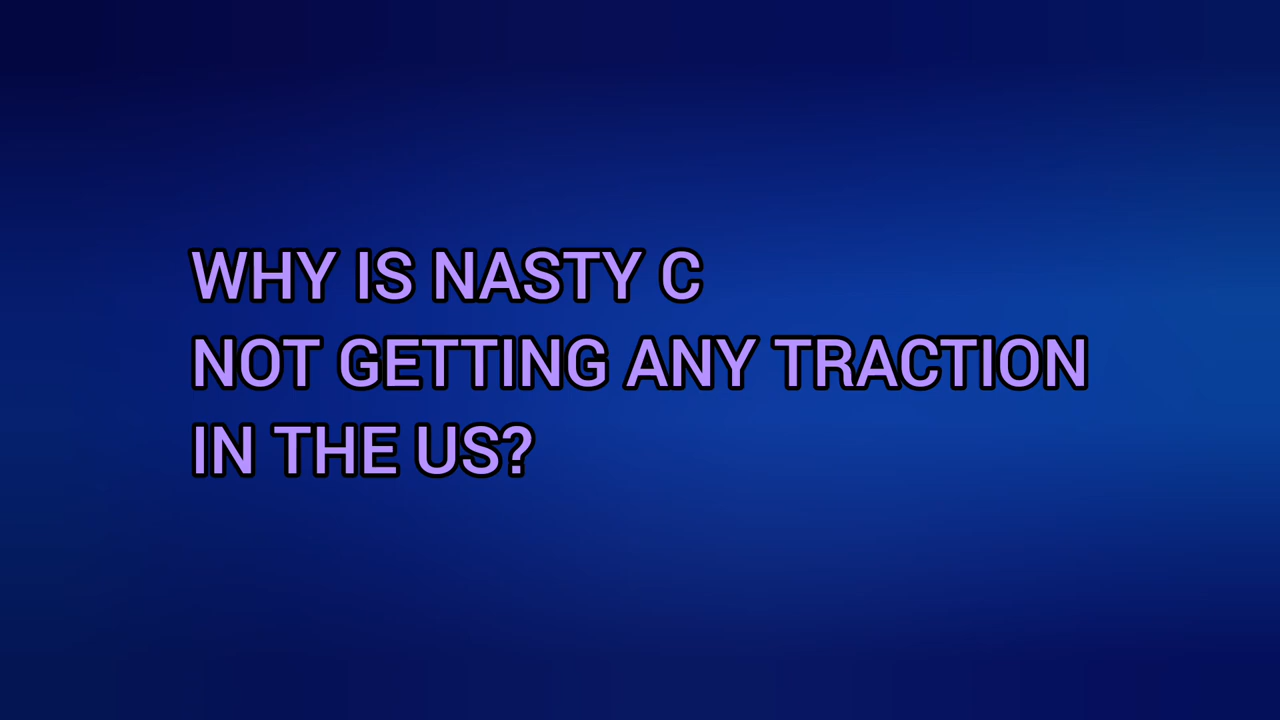 WHY IS NASTY C
NOT GETTING ANY TRACTION
IN THE US?